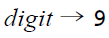 digit → 9